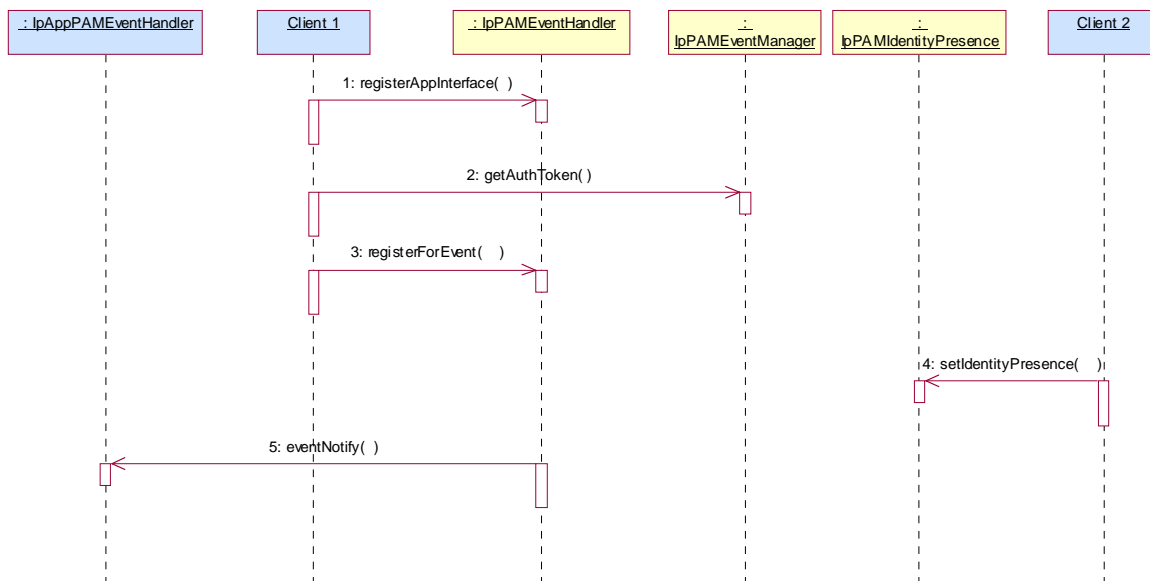 : IpAppPAMEventHandler
Client 1
: IpPAMEventHandler
:
IpPAMEventManager
:
IpPAMIdentityPresence
Client 2
1: registerAppInterface( )
2: getAuthToken( )
3: registerForEvent( )
4: setIdentityPresence( )
5: eventNotify( )